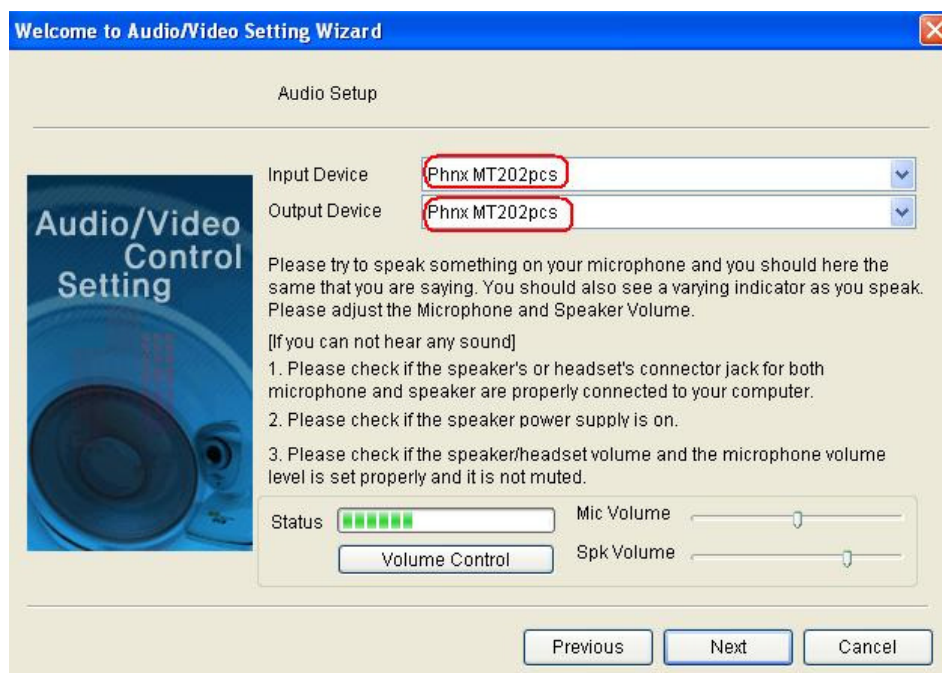 Welcome to Audio/Video Setting Wizard
Audio Setup
Audio/Video
Control
Setting
Input Device
Phnx MT202pcs
Output Device
Phnx MT202pcs
Please try to speak something on your microphone and you should here the
same that you are saying. You should also see a varying indicator as you speak.
Please adjust the Microphone and Speaker Volume.
[If you can not hear any sound]
1. Please check if the speaker's or headset's connector jack for both
microphone and speaker are properly connected to your computer.
2. Please check if the speaker power supply is on.
3. Please check if the speaker/headset volume and the microphone volume
level is set properly and it is not muted.
Status
Mic Volume
Volume Control
Spk Volume
Previous
Next
Cancel